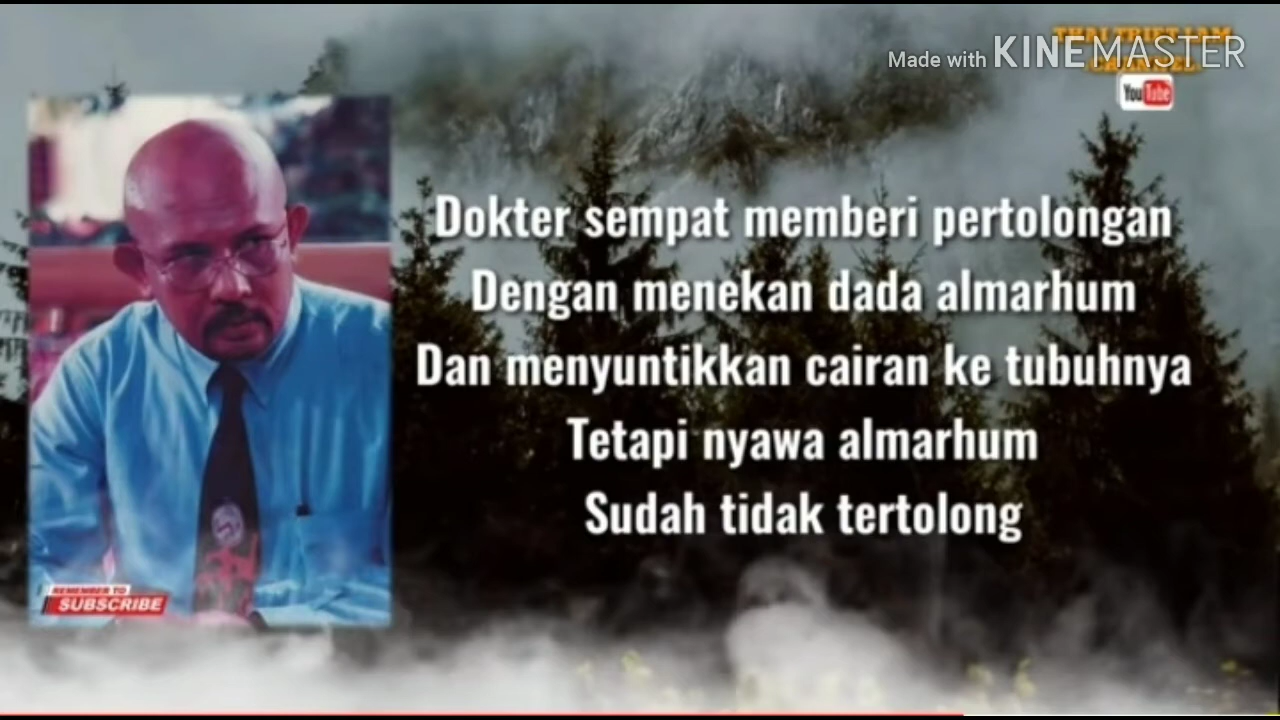 Made with KINEMASTER
YouTube
Dokter sempat memberi pertolongan
Dengan menekan dada almarhum
Dan menyuntikkan cairan ke tubuhnya
Tetapi nyawa almarhum
Sudah tidak tertolong
REMEMBER TO
SUBSCRIBE